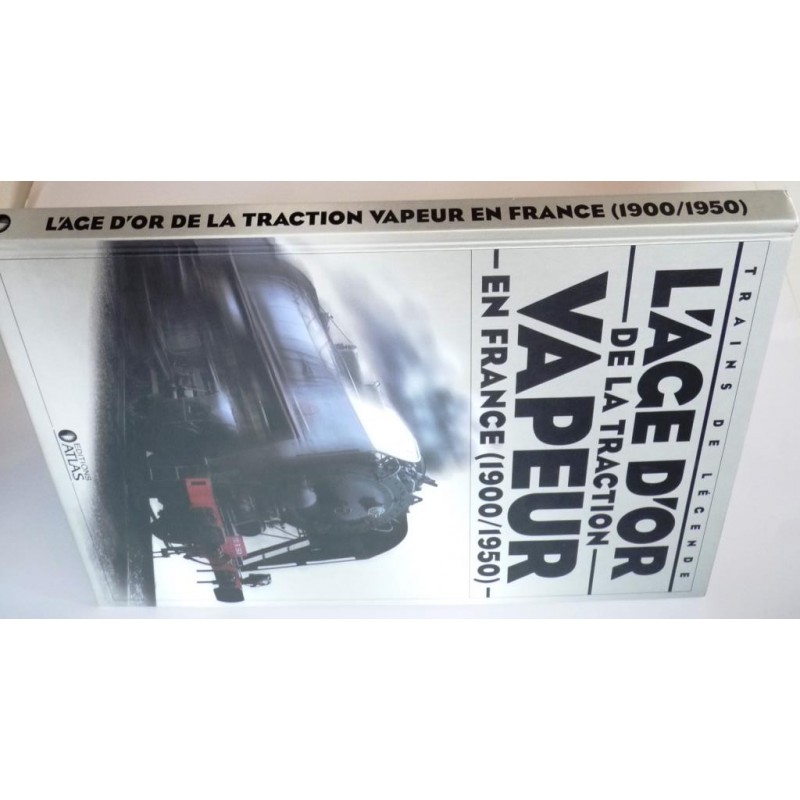 L'AGE D'OR DE LA TRACTION VAPEUR EN FRANCE (1900/1950)
TRAINS DE LÉGENDE
L'AGE D'OR
DE LA TRACTION
VAPEUR
EN FRANCE (1900/1950)
EDITIONS
ATLAS